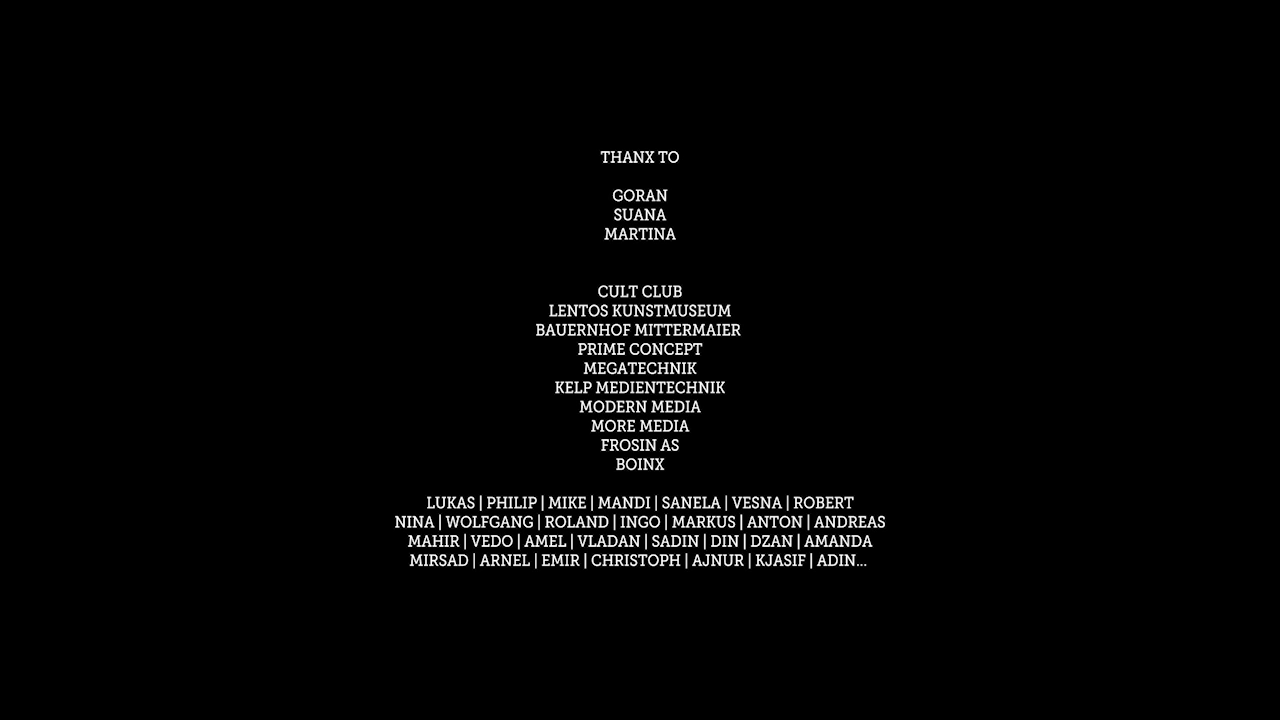 THANX TO
GORAN
SUANA
MARTINA
CULT CLUB
LENTOS KUNSTMUSEUM
BAUERNHOF MITTERMAIER
PRIME CONCEPT
MEGATECHNIK
KELP MEDIENTECHNIK
MODERN MEDIA
MORE MEDIA
FROSIN AS
BOINX
LUKAS | PHILIP | MIKE | MANDI | SANELA | VESNA | ROBERT
NINA | WOLFGANG | ROLAND | INGO | MARKUS | ANTON | ANDREAS
MAHIR | VEDO | AMEL | VLADAN | SADIN | DIN | DZAN | AMANDA
MIRSAD | ARNEL | EMIR | CHRISTOPH | AJNUR | KJASIF | ADIN...